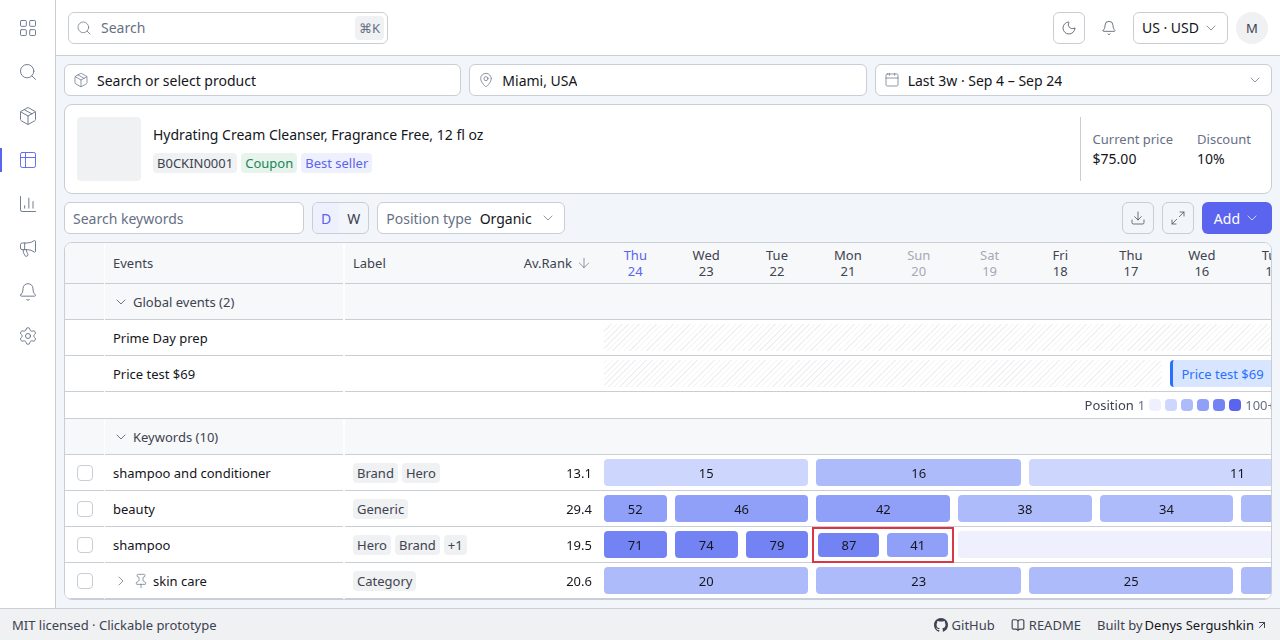 Search ⌘K US · USD M
Search or select product Miami, USA Last 3w · Sep 4 – Sep 24
Hydrating Cream Cleanser, Fragrance Free, 12 fl oz
B0CKIN0001 Coupon Best seller
Current price Discount
$75.00 10%
Search keywords D W Position type Organic Add
Events Label Av.Rank Thu Wed Tue Mon Sun Sat Fri Thu Wed
24 23 22 21 20 19 18 17 16
Global events (2)
Prime Day prep
Price test $69 Price test $69
Position 1 100+
Keywords (10)
shampoo and conditioner Brand Hero 13.1 15 16 11
beauty Generic 29.4 52 46 42 38 34
shampoo Hero Brand +1 19.5 71 74 79 87 41
skin care Category 20.6 20 23 25
MIT licensed · Clickable prototype GitHub README Built by Denys Sergushkin